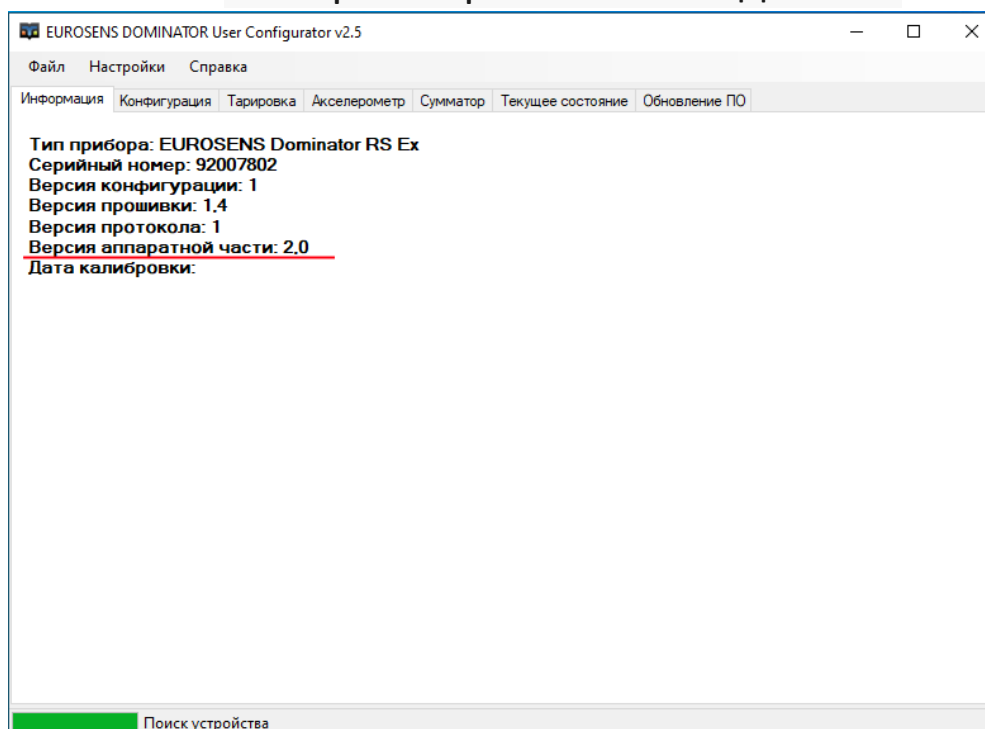 EUROSENS DOMINATOR User Configurator v2.5
Файл Настройки Справка
Информация Конфигурация Тарировка Акселерометр Сумматор Текущее состояние Обновление ПО
Тип прибора: EUROSENS Dominator RS Ex
Серийный номер: 92007802
Версия конфигурации: 1
Версия прошивки: 1.4
Версия протокола: 1
Версия аппаратной части: 2.0
Дата калибровки:
Поиск устройства